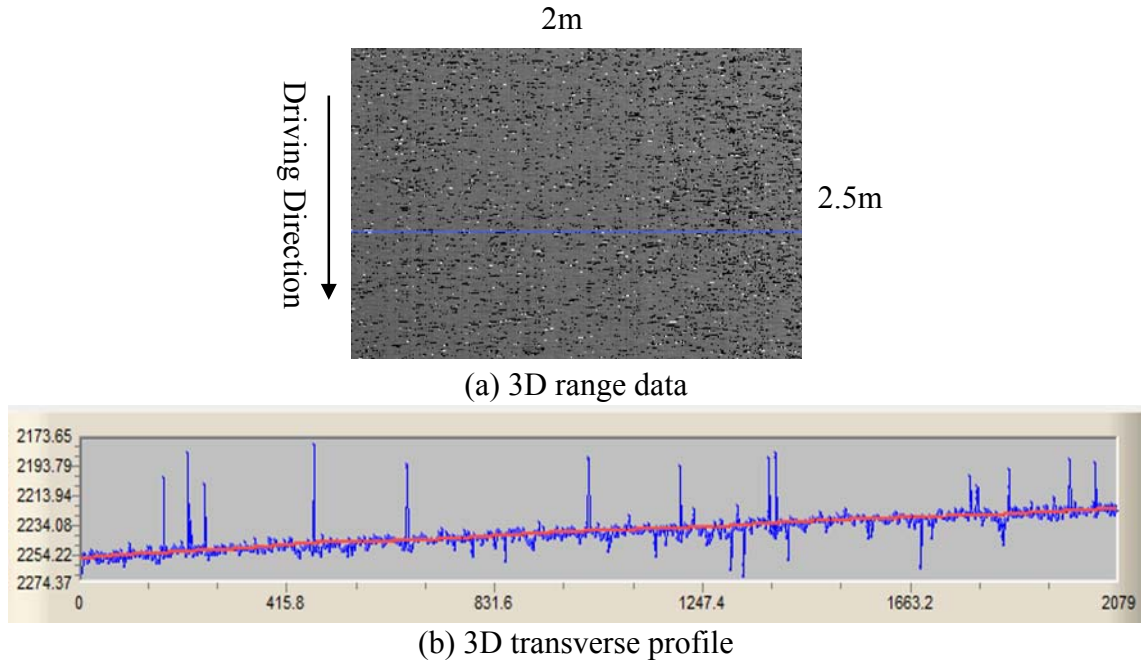 2m
Driving Direction
2.5m
(a) 3D range data
2173.65
2193.79
2213.94
2234.08
2254.22
2274.37
0 415.8 831.6 1247.4 1663.2 2079
(b) 3D transverse profile